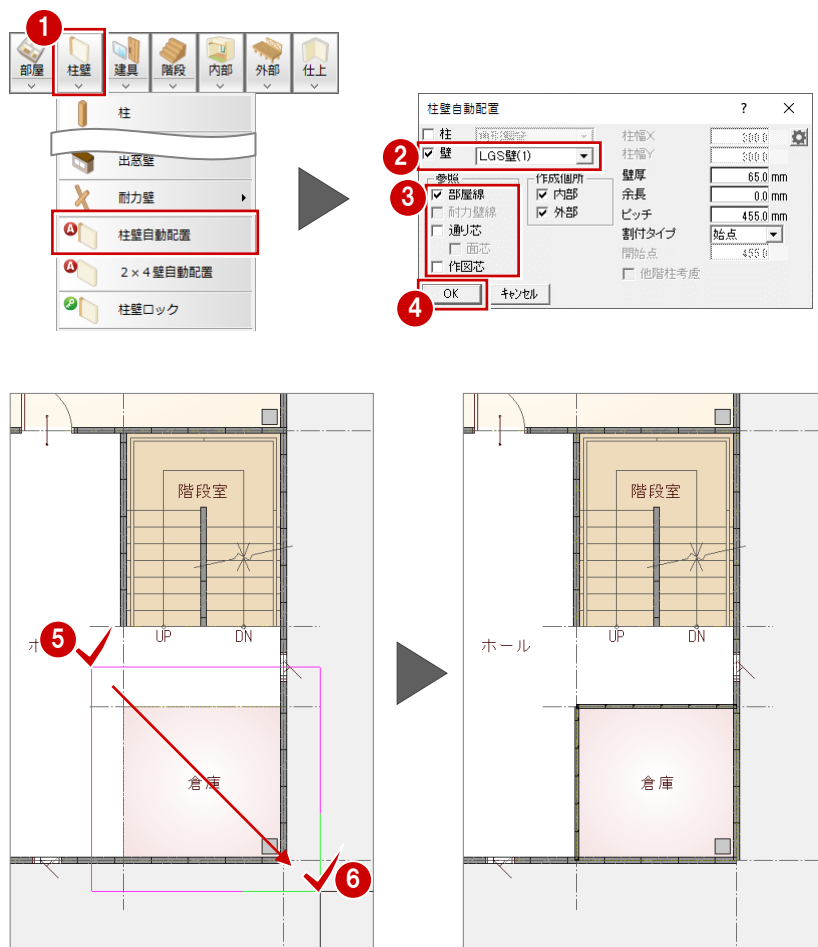 1
部屋
柱壁
建具
階段
内部
外部
仕上
柱
出窓壁
耐力壁
A
柱壁自動配置
A
2×4壁自動配置
柱壁ロック
柱壁自動配置 ? ×
柱
柱幅X 300.0
2
壁 LGS壁(1)
柱幅Y 300.0
参照
作成個所
壁厚 65.0 mm
3
部屋線
内部
余長 0.0 mm
耐力壁線
外部
ピッチ 455.0 mm
通り芯
割付タイプ 始点
面芯
開始点 455.0
作図芯
他階柱考慮
4
OK
キャンセル
階段室
UP
DN
5
倉庫
6
階段室
UP
DN
ホール
倉庫